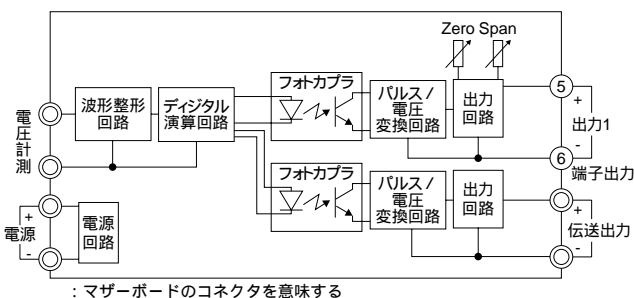 Zero Span
フォトカプラ
波形整形
回路
ディジタル
演算回路
パルス/
電圧
変換回路
出力
回路
5
+
出力1
-
6
端子出力
電圧計測
フォトカプラ
パルス/
電圧
変換回路
出力
回路
+
伝送出力
-
+
電源
-
電源
回路
:マザーボードのコネクタを意味する